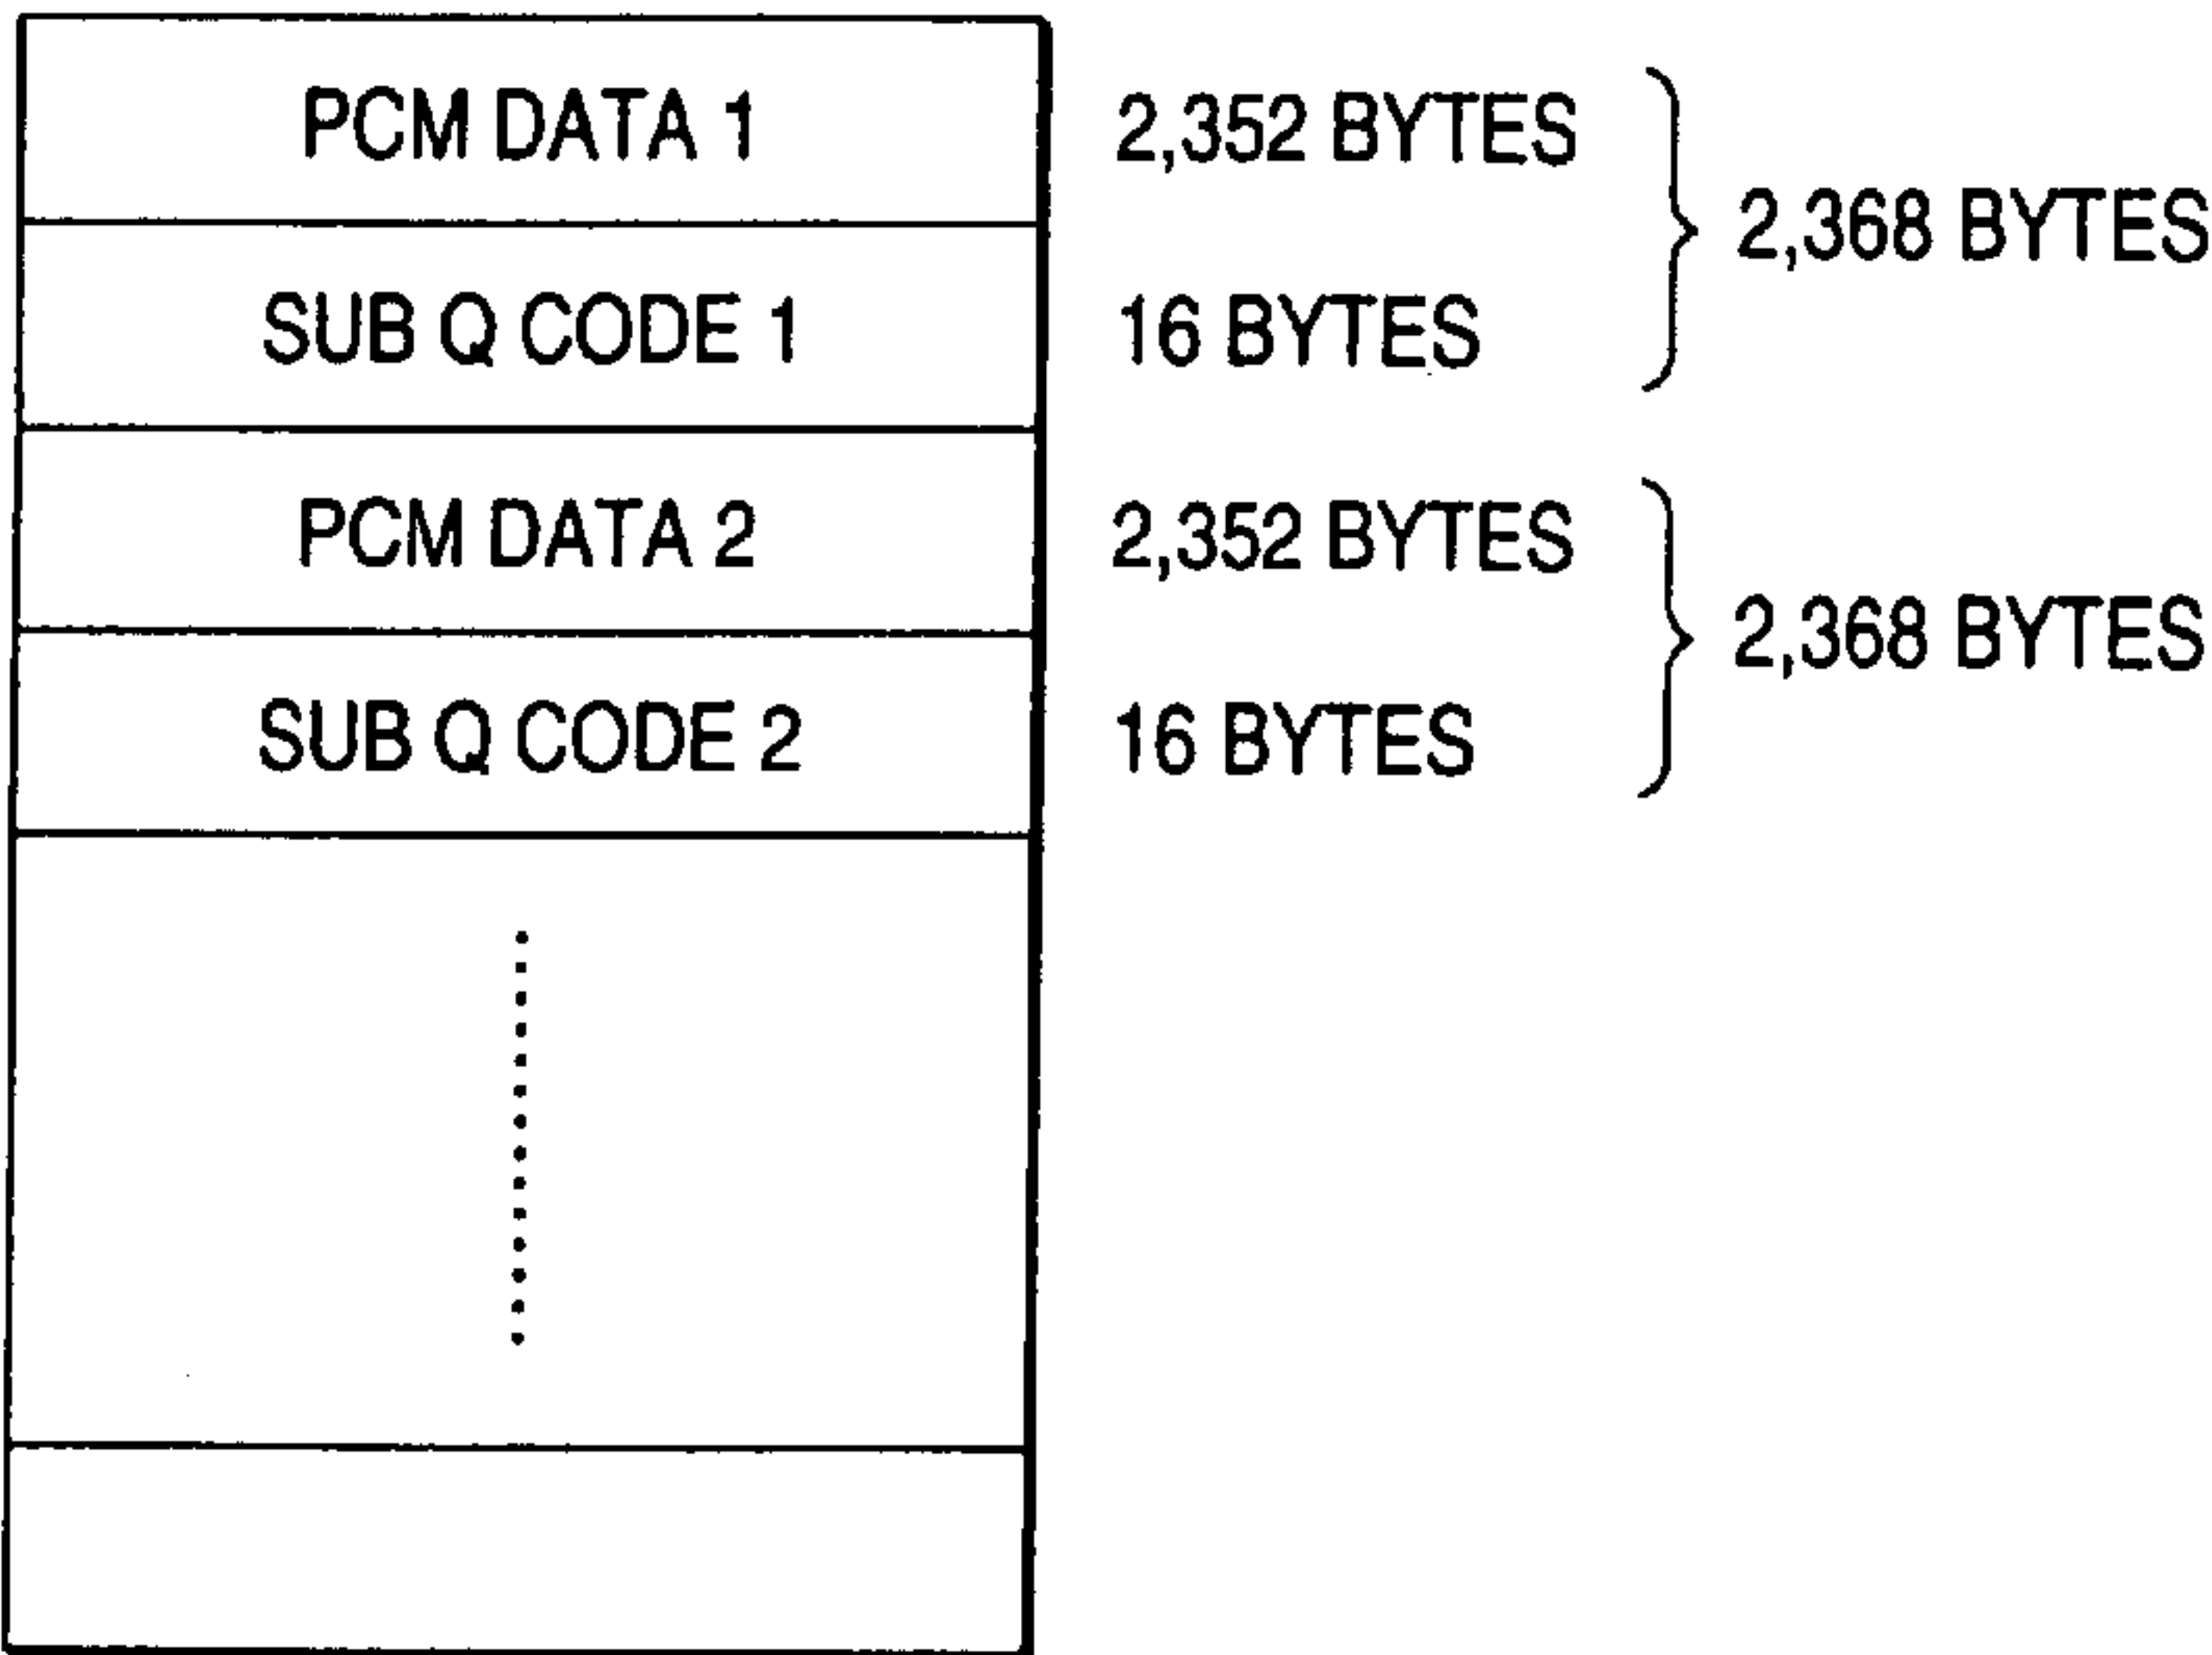 PCM DATA 1
2,352 BYTES
2,368 BYTES
SUB Q CODE 1
16 BYTES
PCM DATA 2
2,352 BYTES
2,368 BYTES
SUB Q CODE 2
16 BYTES